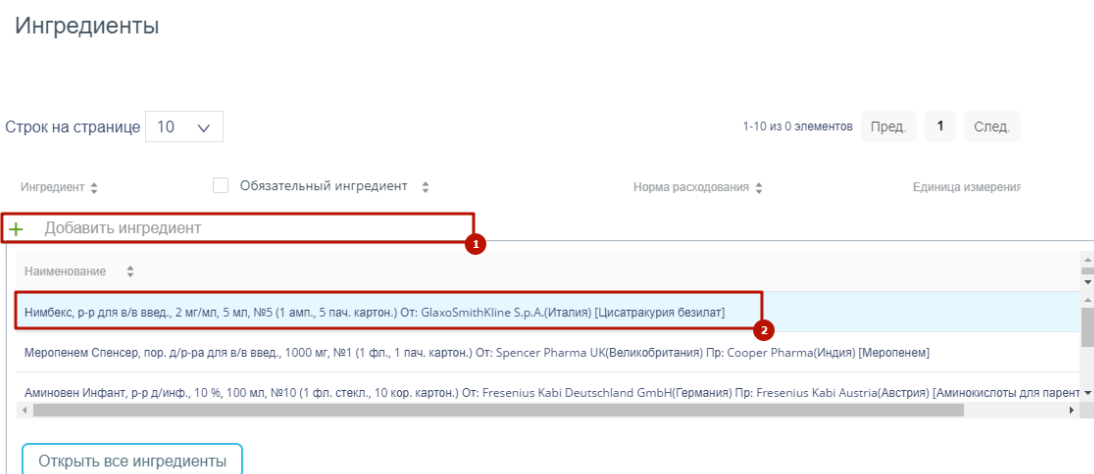 Ингредиенты
Строк на странице 10 1-10 из 0 элементов Пред. 1 След.
Ингредиент Обязательный ингредиент Норма расходования Единица измерения
+ Добавить ингредиент
1
Наименование
Нимбекс, р-р для в/в введ., 2 мг/мл, 5 мл, №5 (1 амп., 5 пач. картон.) От: GlaxoSmithKline S.p.A.(Италия) [Цисатракурия безилат]
2
Меропенем Спенсер, пор. д/р-ра для в/в введ., 1000 мг, №1 (1 фл., 1 пач. картон.) От: Spencer Pharma UK(Великобритания) Пр: Cooper Pharma(Индия) [Меропенем]
Аминовен Инфант, р-р д/инф., 10 %, 100 мл, №10 (1 фл. стекл., 10 кор. картон.) От: Fresenius Kabi Deutschland GmbH(Германия) Пр: Fresenius Kabi Austria(Австрия) [Аминокислоты для парент
Открыть все ингредиенты